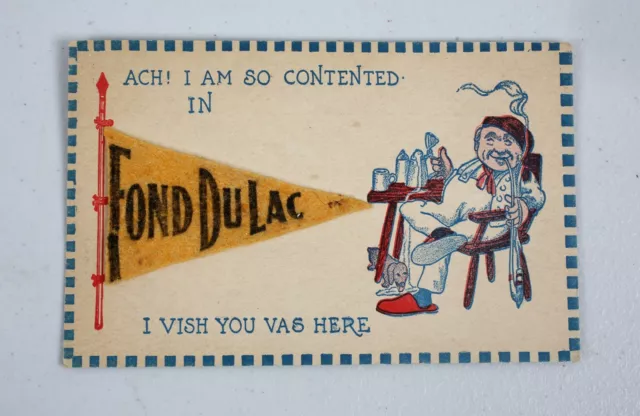 ACH! I AM SO CONTENTED
IN
FOND DU LAC
I VISH YOU VAS HERE